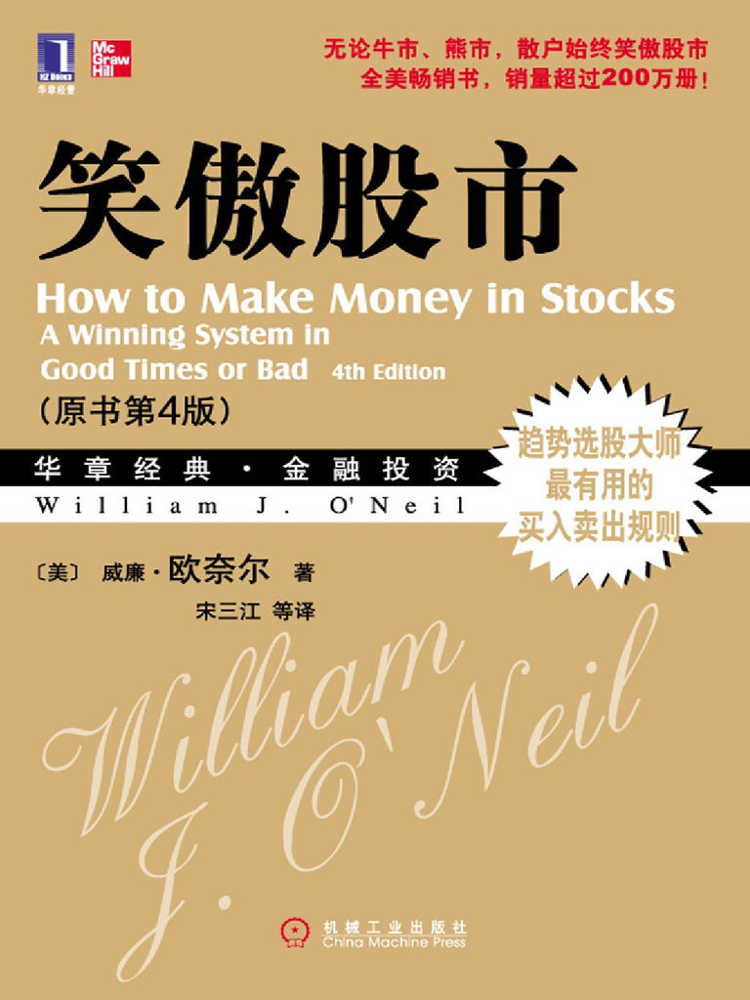 HZ Books
华章经管
Mc
Graw
Hill
无论牛市、熊市，散户始终笑傲股市
全美畅销书，销量超过200万册！
笑傲股市
How to Make Money in Stocks
A Winning System in
Good Times or Bad 4th Edition
（原书第4版）
华章经典·金融投资
William J. O'Neil
趋势选股大师
最有用的
买入卖出规则
〔美〕 威廉·欧奈尔 著
宋三江 等译
William
J. O'Neil
机械工业出版社
China Machine Press